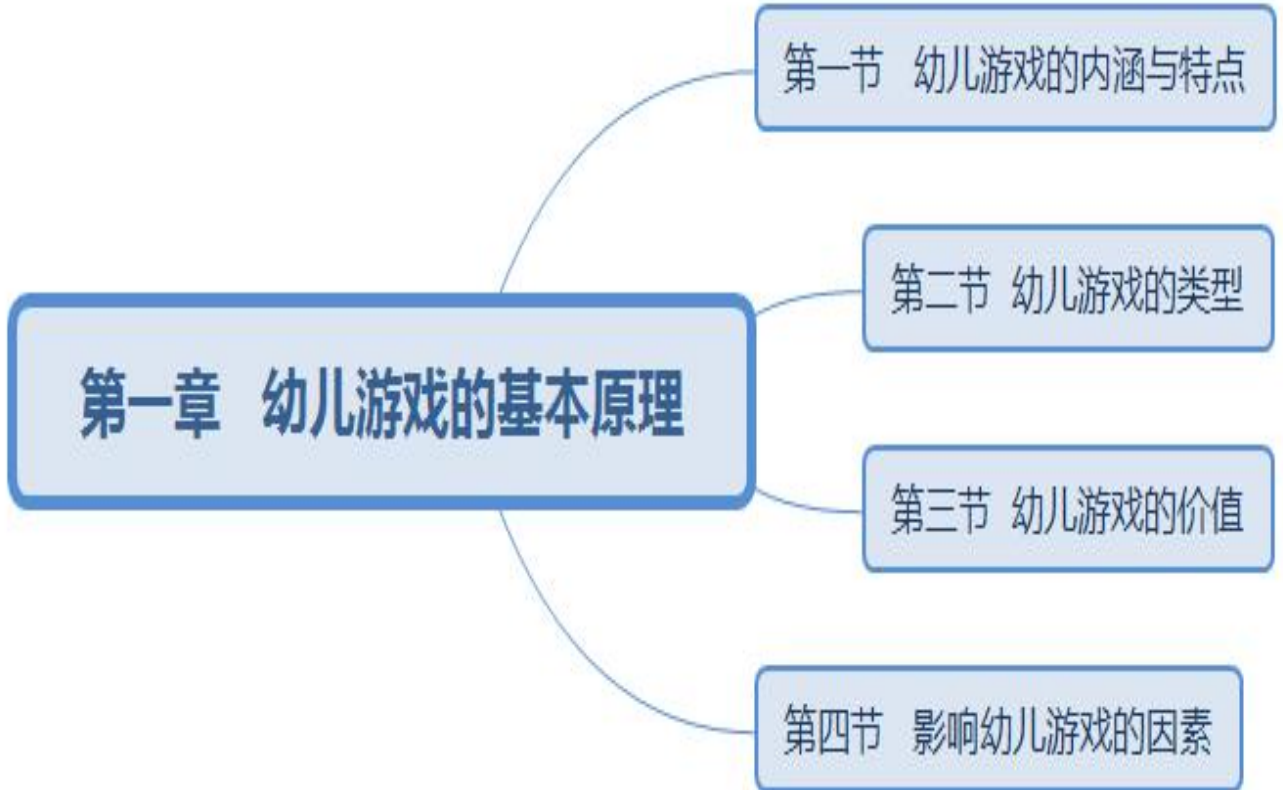 第一节 幼儿游戏的内涵与特点
第二节 幼儿游戏的类型
第一章 幼儿游戏的基本原理
第三节 幼儿游戏的价值
第四节 影响幼儿游戏的因素